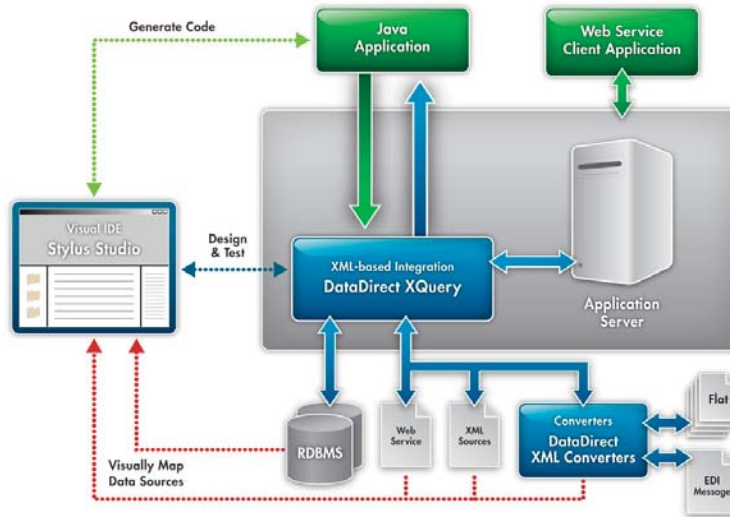 Generate Code
Java
Application
Web Service
Client Application
Visual IDE
Stylus Studio
Design
& Test
XML-based Integration
DataDirect XQuery
Application
Server
RDBMS
Web
Service
XML
Sources
Converters
DataDirect
XML Converters
Flat
EDI
Message
Visually Map
Data Sources